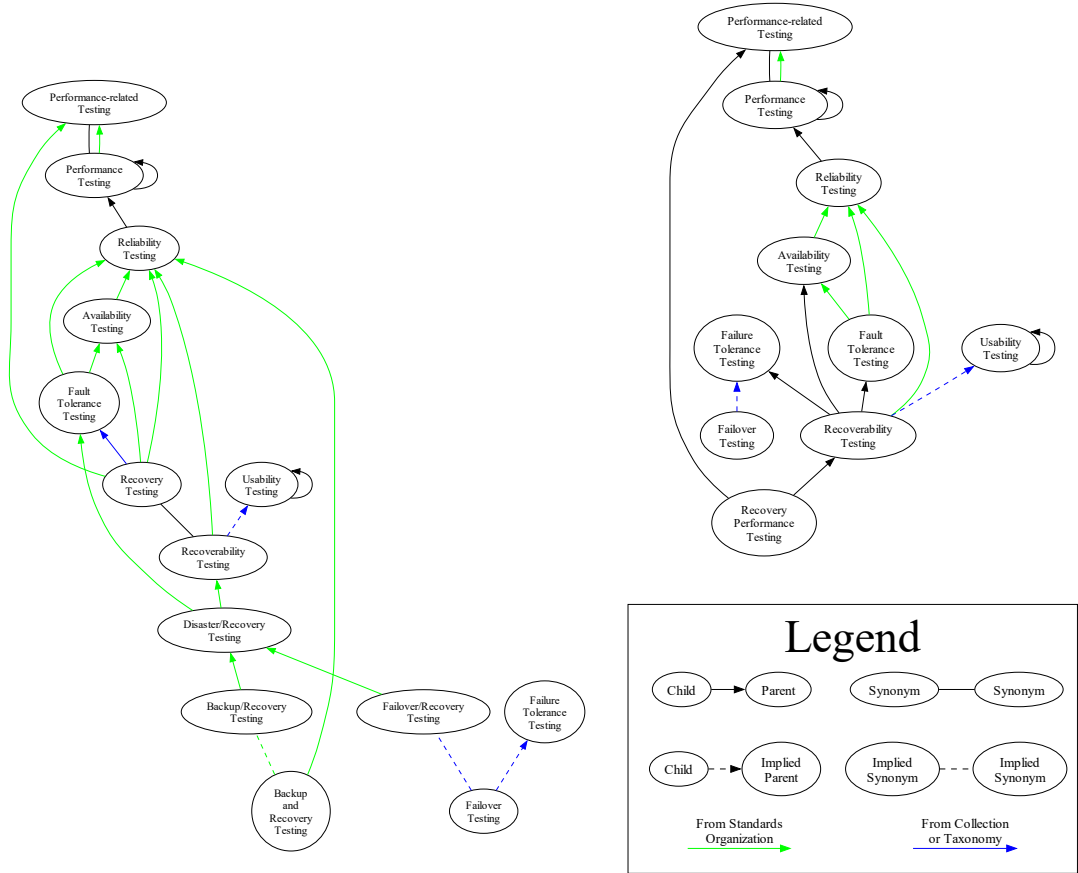 Performance-related
Testing
Performance
Testing
Reliability
Testing
Availability
Testing
Fault
Tolerance
Testing
Recovery
Testing
Usability
Testing
Recoverability
Testing
Disaster/Recovery
Testing
Backup/Recovery
Testing
Failover/Recovery
Testing
Failure
Tolerance
Testing
Backup
and
Recovery
Testing
Failover
Testing
Performance-related
Testing
Performance
Testing
Reliability
Testing
Availability
Testing
Failure
Tolerance
Testing
Fault
Tolerance
Testing
Usability
Testing
Failover
Testing
Recoverability
Testing
Recovery
Performance
Testing
Legend
Child
Parent
Synonym
Synonym
Child
Implied
Parent
Implied
Synonym
Implied
Synonym
From Standards
Organization
From Collection
or Taxonomy